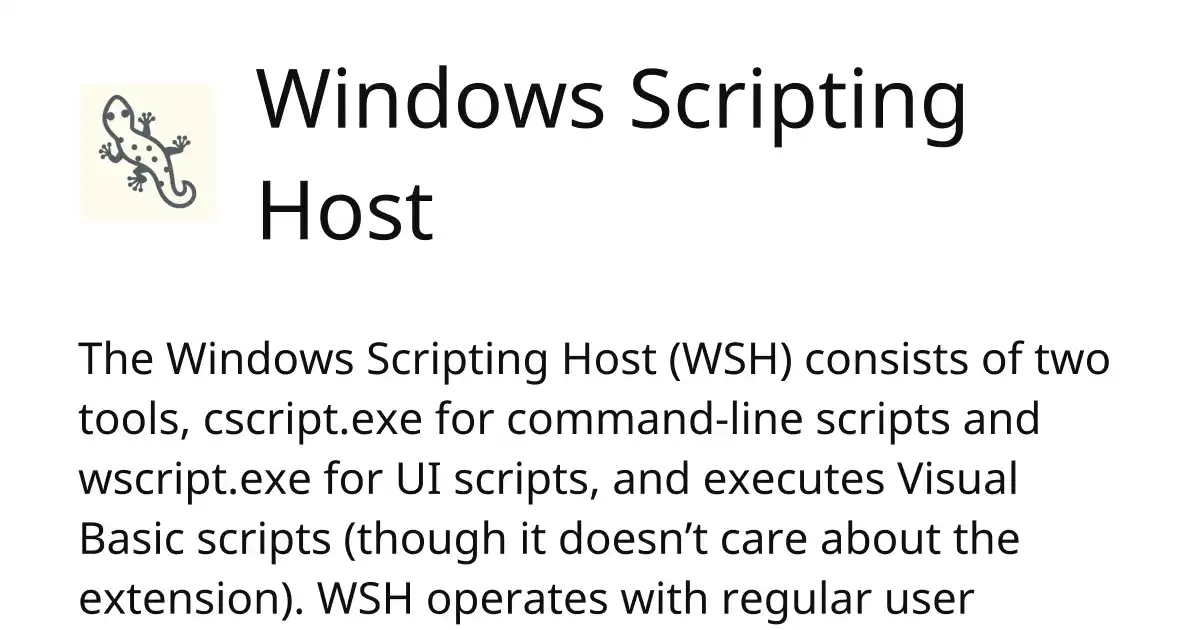 Windows Scripting
Host
The Windows Scripting Host (WSH) consists of two
tools, cscript.exe for command-line scripts and
wscript.exe for UI scripts, and executes Visual
Basic scripts (though it doesn’t care about the
extension). WSH operates with regular user